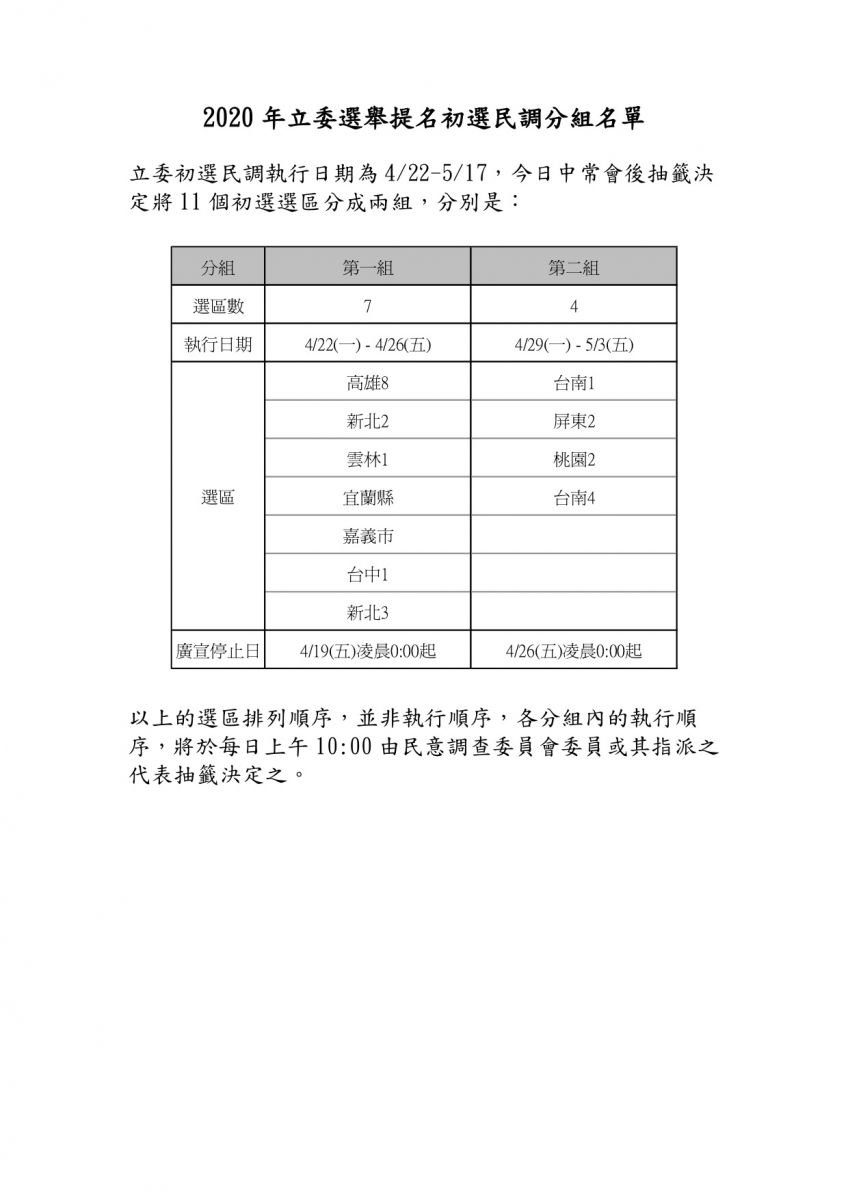 2020 年立委選舉提名初選民調分組名單
立委初選民調執行日期為 4/22-5/17，今日中常會後抽籤決
定將 11 個初選選區分成兩組，分別是：
分組 第一組 第二組
選區數 7 4
執行日期 4/22(一) - 4/26(五) 4/29(一) - 5/3(五)
高雄8 台南1
新北2 屏東2
雲林1 桃園2
選區 宜蘭縣 台南4
嘉義市
台中1
新北3
廣宣停止日 4/19(五)凌晨0:00起 4/26(五)凌晨0:00起
以上的選區排列順序，並非執行順序，各分組內的執行順
序，將於每日上午 10:00 由民意調查委員會委員或其指派之
代表抽籤決定之。